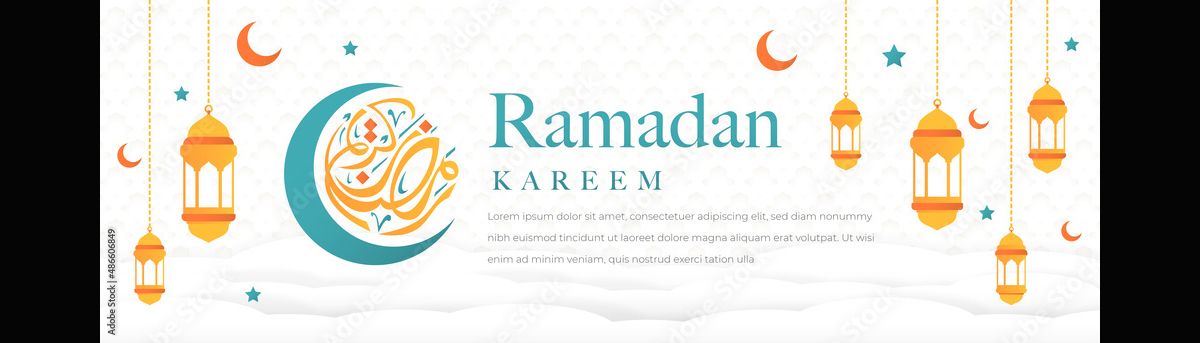 رمضان كريم
Ramadan
KAREEM
Lorem ipsum dolor sit amet, consectetuer adipiscing elit, sed diam nonummy
nibh euismod tincidunt ut laoreet dolore magna aliquam erat volutpat. Ut wisi
enim ad minim veniam, quis nostrud exerci tation ulla
Adobe Stock | #486606849